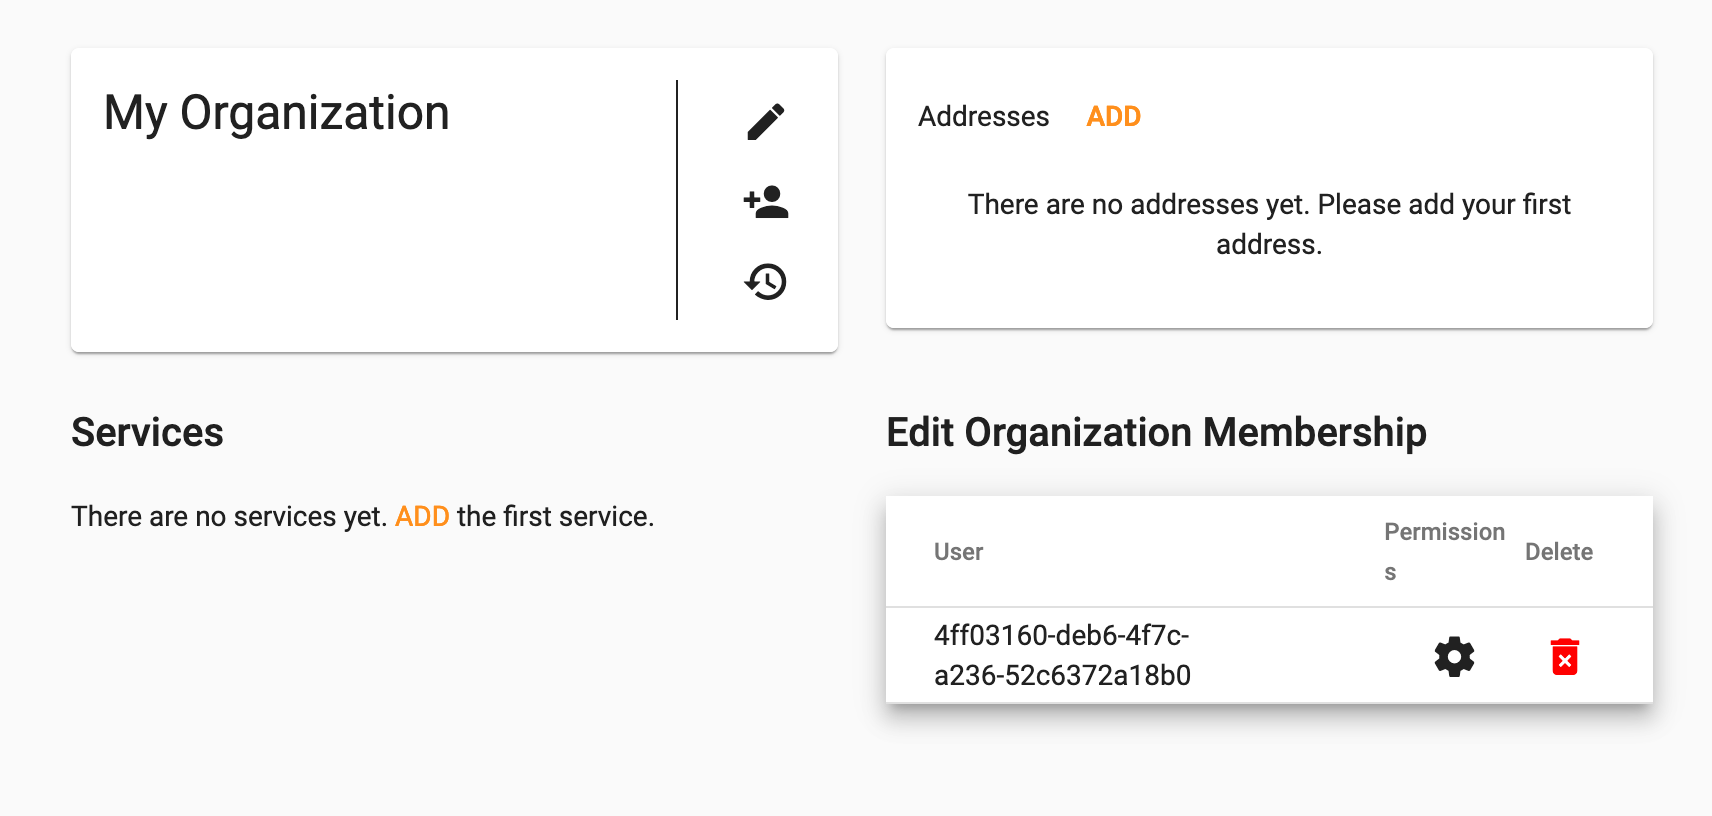 My Organization
Addresses ADD
There are no addresses yet. Please add your first
address.
Services
There are no services yet. ADD the first service.
Edit Organization Membership
User
Permission
s
Delete
4ff03160-deb6-4f7c-
a236-52c6372a18b0